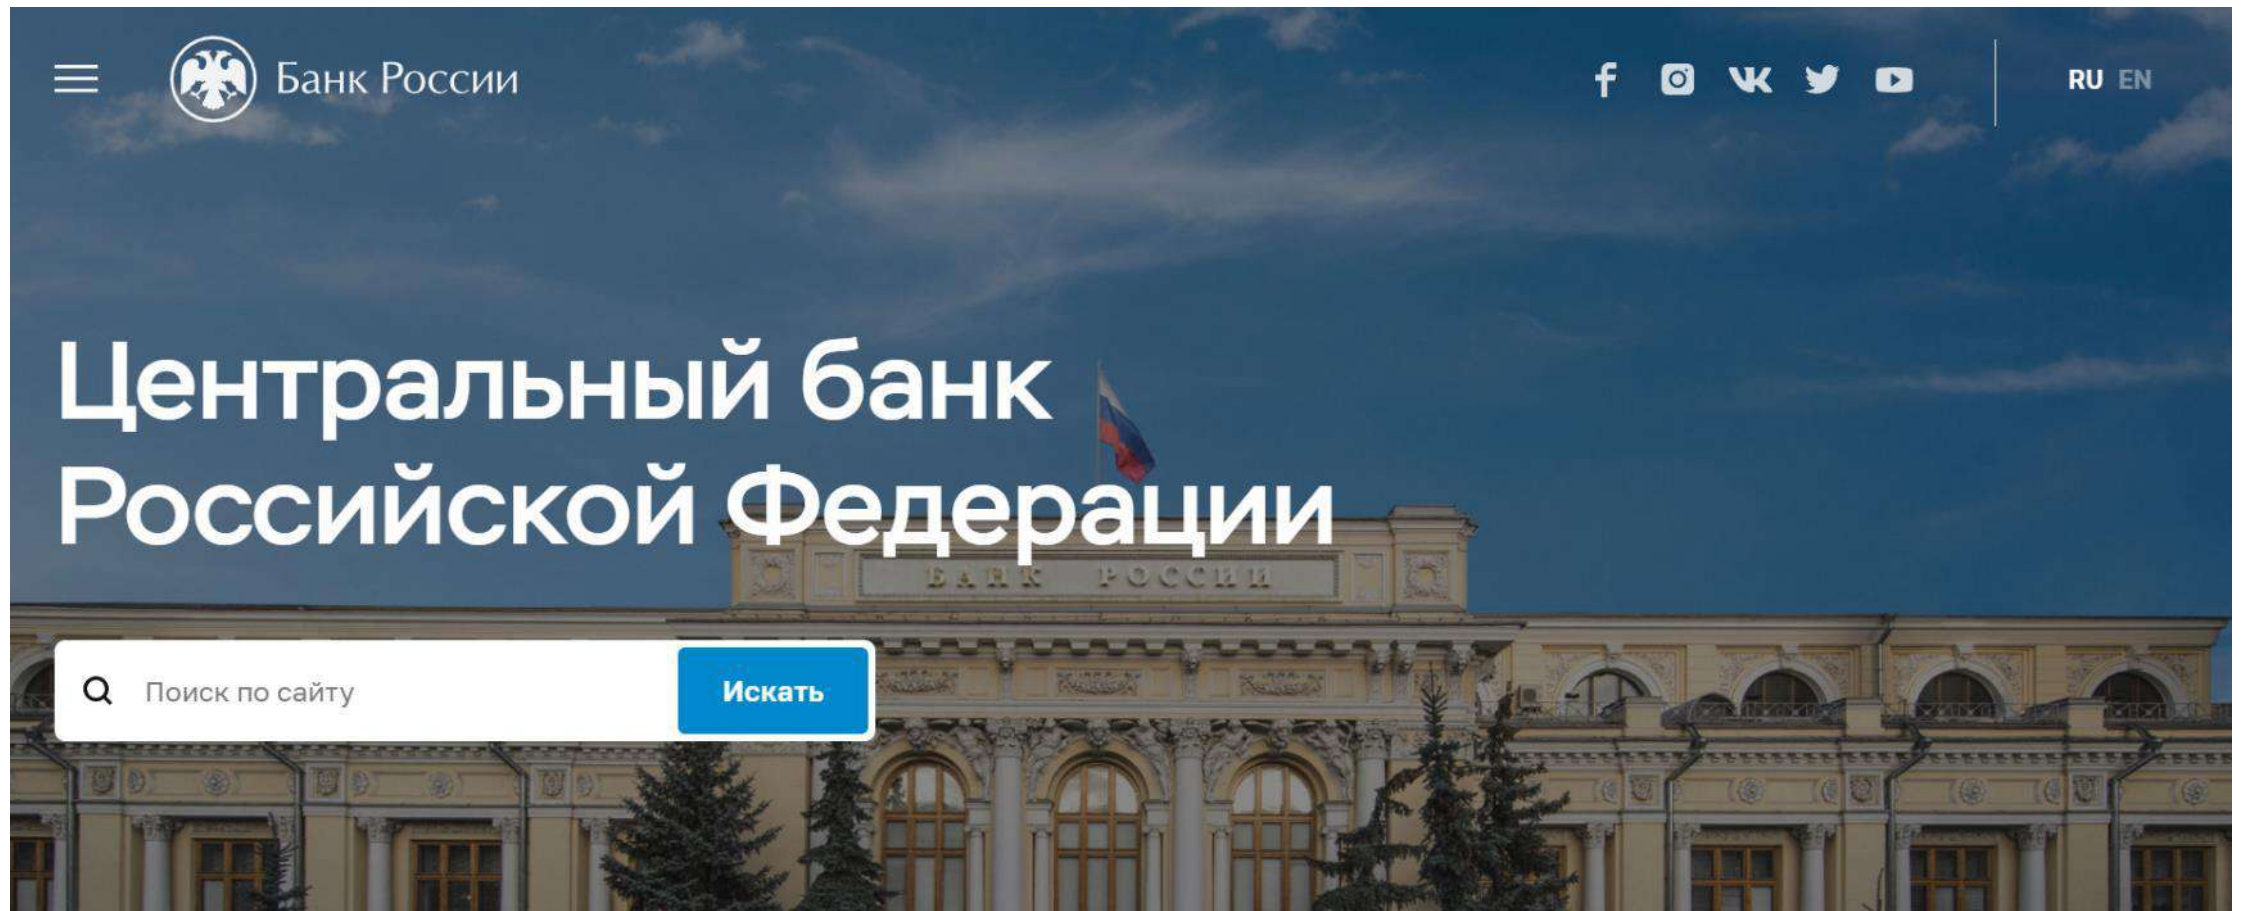 Банк России
RU EN
Центральный банк
Российской Федерации
БАНК РОССИИ
Поиск по сайту
Искать